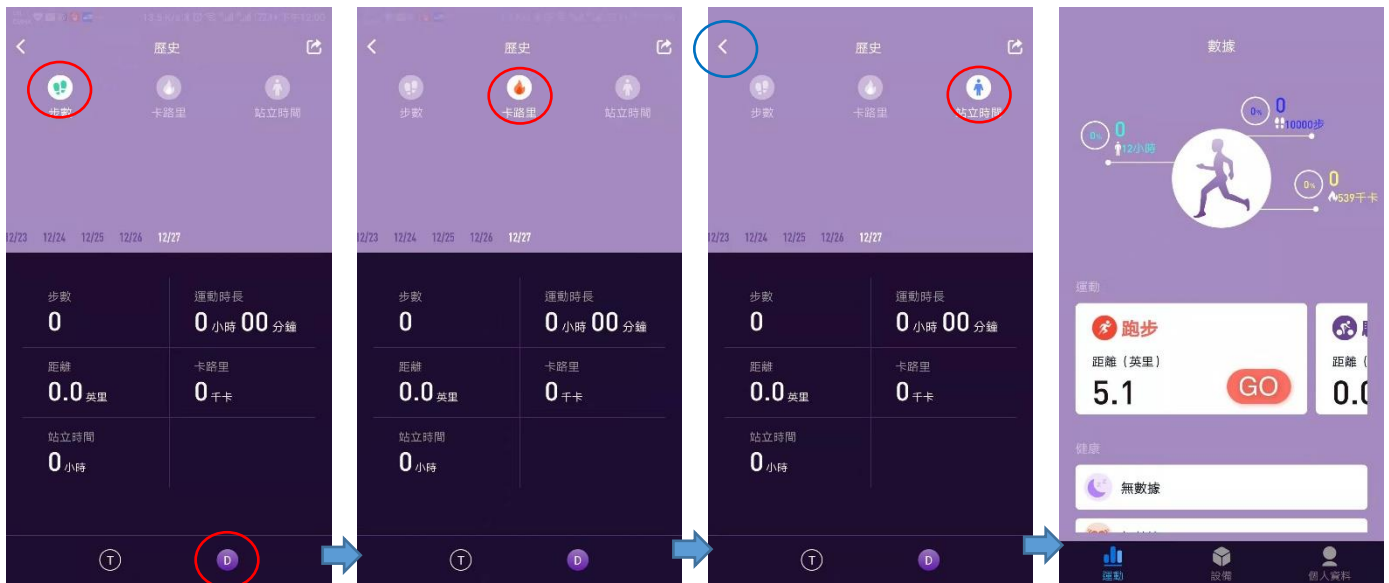 歷史
步數
卡路里
站立時間
12/23 12/24 12/25 12/26 12/27
步數
運動時長
0
0 小時 00 分鐘
距離
卡路里
0.0 英里
0 千卡
站立時間
0 小時
T
D
歷史
步數
卡路里
站立時間
12/23 12/24 12/25 12/26 12/27
步數
運動時長
0
0 小時 00 分鐘
距離
卡路里
0.0 英里
0 千卡
站立時間
0 小時
T
D
歷史
步數
卡路里
站立時間
12/23 12/24 12/25 12/26 12/27
步數
運動時長
0
0 小時 00 分鐘
距離
卡路里
0.0 英里
0 千卡
站立時間
0 小時
T
D
數據
0%
0
10000步
0%
0
12小時
0%
0
539千卡
運動
跑步
距離（英里）
5.1
GO
距離（
0.0
健康
無數據
運動
設備
個人資料